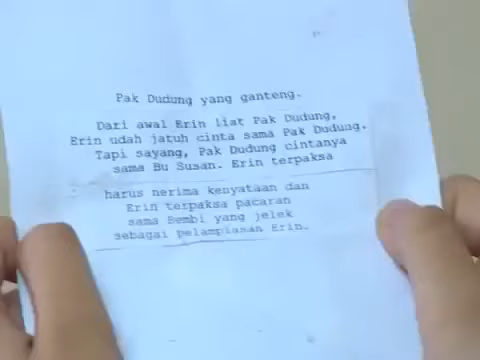 Pak Dudung yang ganteng.
Dari awal Erin liat Pak Dudung,
Erin udah jatuh cinta sama Pak Dudung.
Tapi sayang, Pak Dudung cintanya
sama Bu Susan. Erin terpaksa
harus nerima kenyataan dan
Erin terpaksa pacaran
sama Bembi yang jelek
sebagai pelampiasan Erin.